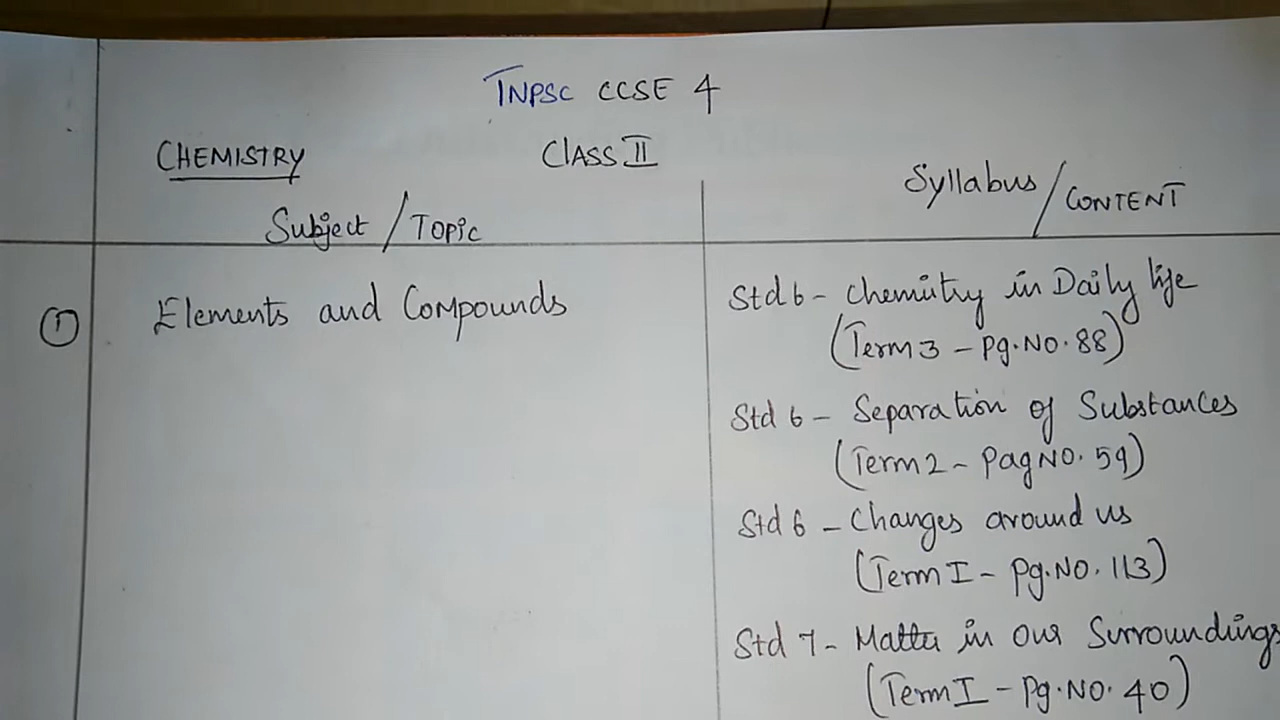 TNPSC CCSE 4
CHEMISTRY
CLASS II
Subject / Topic
Syllabus / CONTENT
① Elements and Compounds
Std 6 - Chemistry in Daily life
(Term 3 - Pg.No. 88)
Std 6 - Separation of Substances
(Term 2 - Pag No. 59)
Std 6 - Changes around us
(Term I - Pg.No. 113)
Std 7 - Matter in our Surroundings
(Term I - Pg.No. 40)